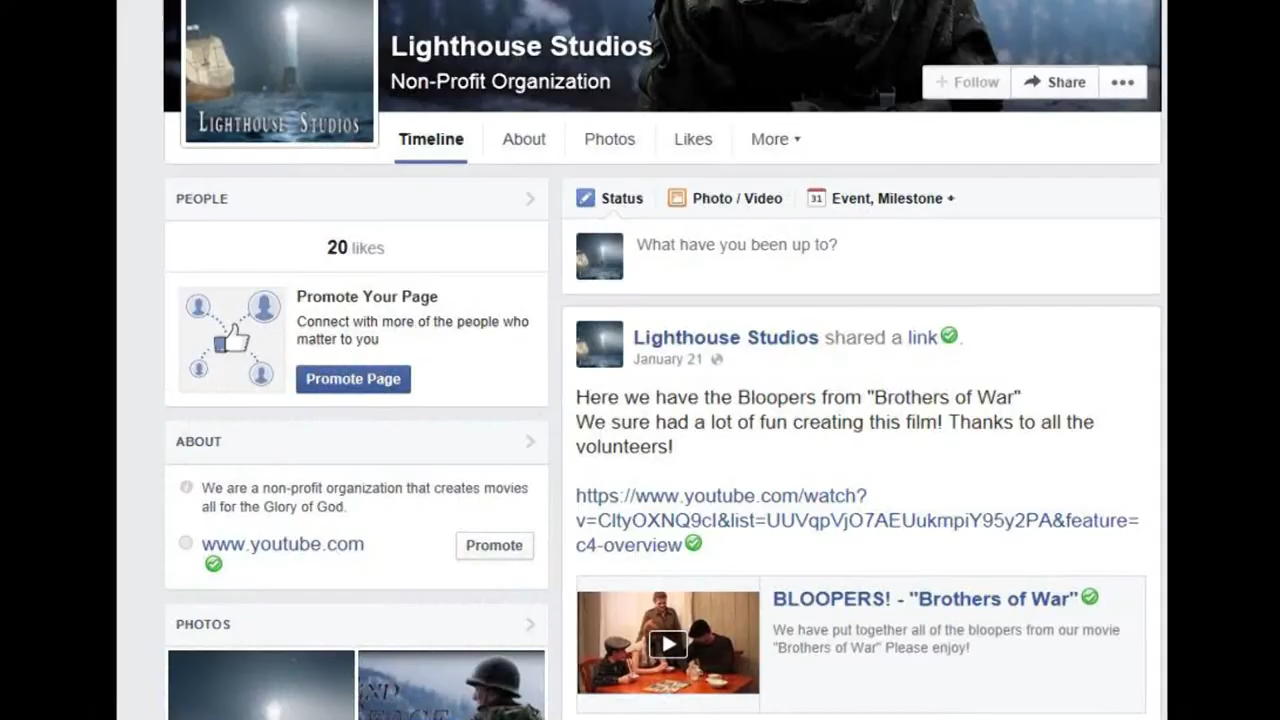 Lighthouse Studios
Non-Profit Organization
+ Follow
Share
LIGHTHOUSE STUDIOS
Timeline
About
Photos
Likes
More
PEOPLE
20 likes
Promote Your Page
Connect with more of the people who
matter to you
Promote Page
ABOUT
We are a non-profit organization that creates movies
all for the Glory of God.
www.youtube.com
Promote
PHOTOS
Status
Photo / Video
31
Event, Milestone +
What have you been up to?
Lighthouse Studios shared a link.
January 21
Here we have the Bloopers from "Brothers of War"
We sure had a lot of fun creating this film! Thanks to all the
volunteers!
https://www.youtube.com/watch?
v=CltyOXNQ9cI&list=UUVqpVjO7AEUukmpiY95y2PA&feature=
c4-overview
BLOOPERS! - "Brothers of War"
We have put together all of the bloopers from our movie
"Brothers of War" Please enjoy!